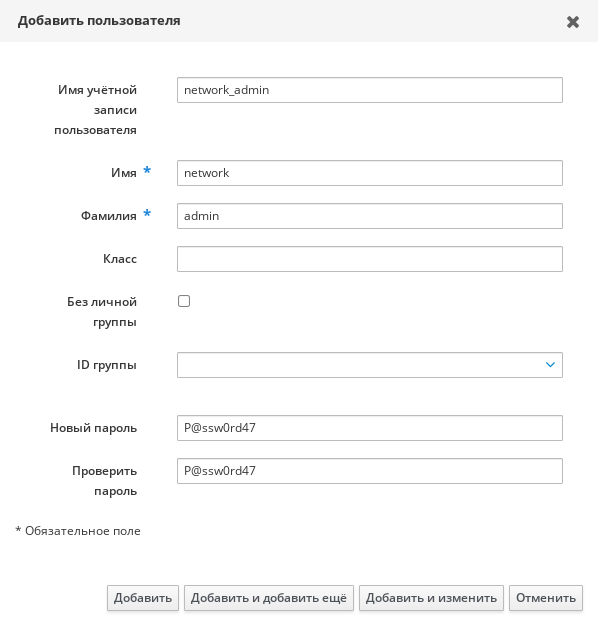 Добавить пользователя
Имя учётной
записи
пользователя
network_admin
Имя *
network
Фамилия *
admin
Класс
Без личной
группы
ID группы
Новый пароль
P@ssw0rd47
Проверить
пароль
P@ssw0rd47
* Обязательное поле
Добавить Добавить и добавить ещё Добавить и изменить Отменить